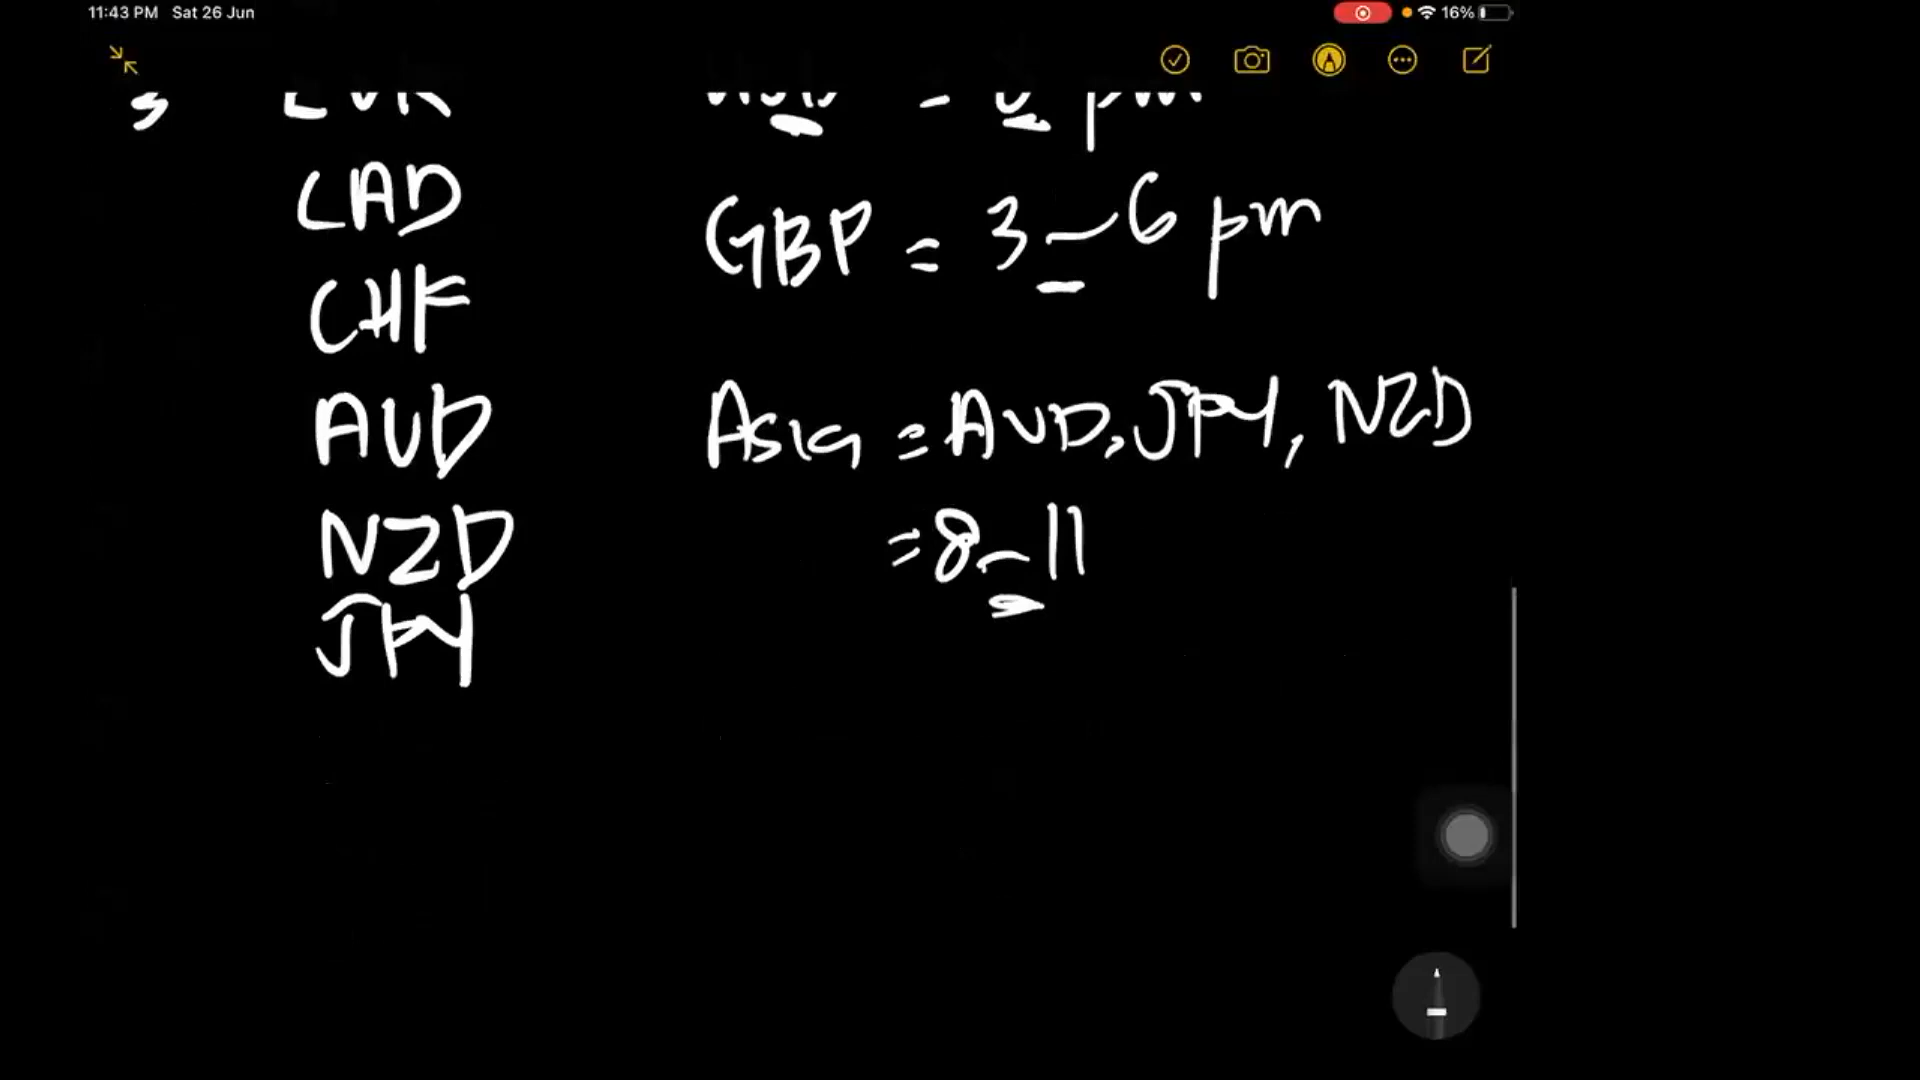 11:43 PM Sat 26 Jun
16%
CAD
GBP = 3 - 6 pm
CHF
AUD
Asia = AUD, JPY, NZD
NZD
= 8 - 11
JPY